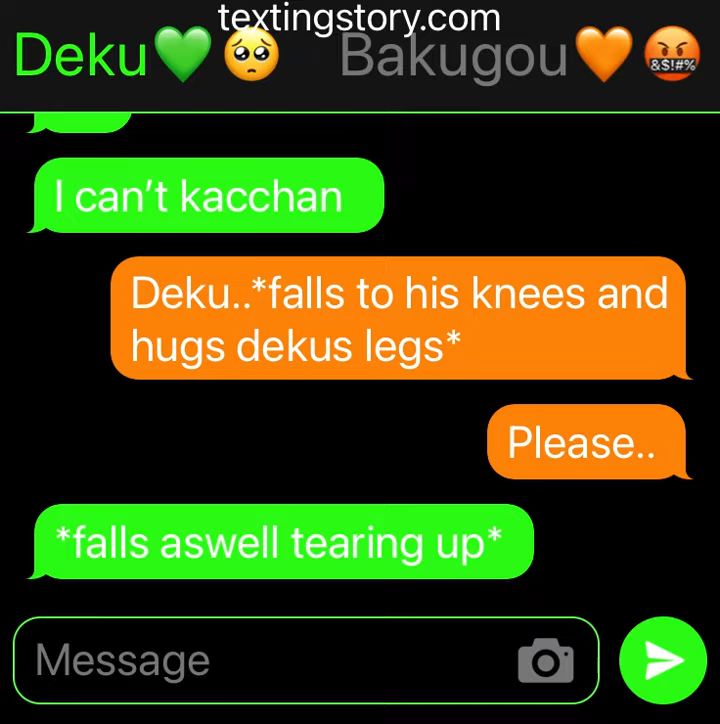 textingstory.com
Deku💚🥺 Bakugou🧡🤬
I can't kacchan
Deku..*falls to his knees and
hugs dekus legs*
Please..
*falls aswell tearing up*
Message